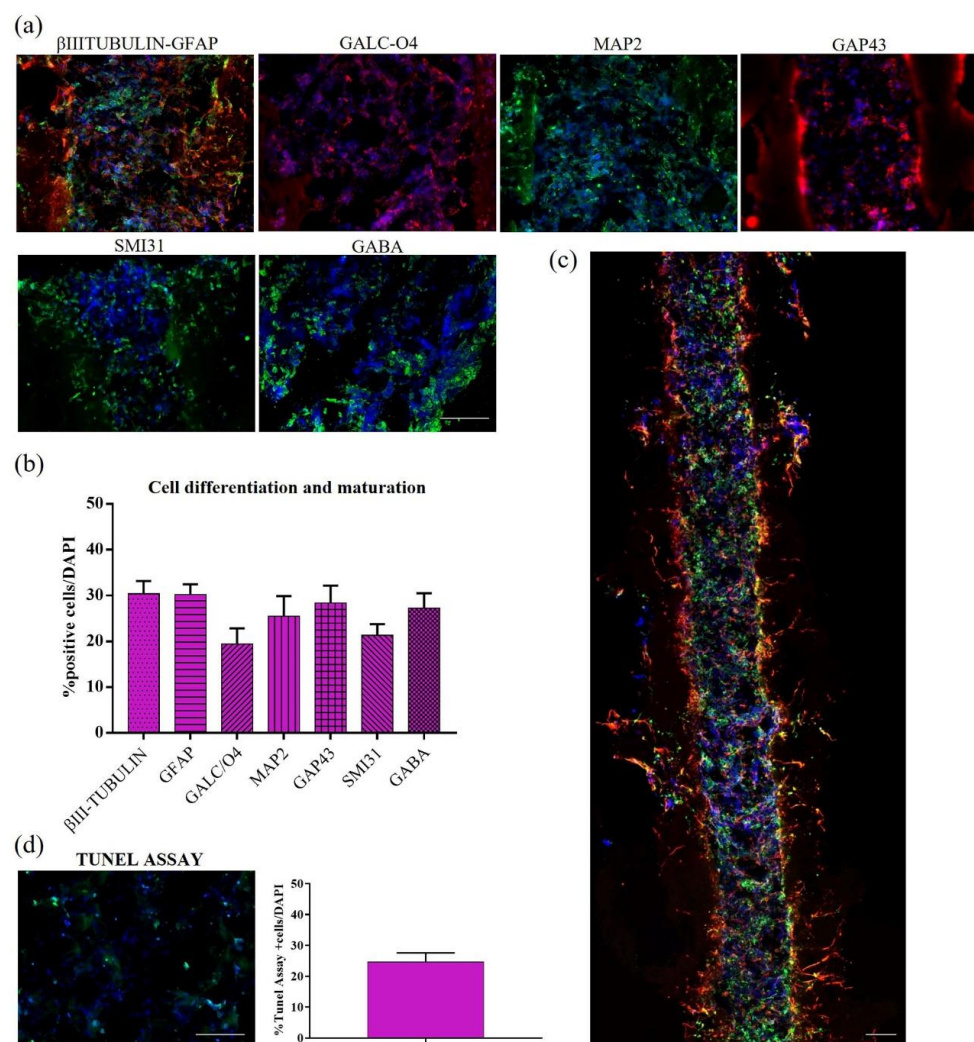 (a)
βIIITUBULIN-GFAP
GALC-O4
MAP2
GAP43
SMI31
GABA
(c)
(b)
Cell differentiation and maturation
%positive cells/DAPI
50
40
30
20
10
0
βIII-TUBULIN
GFAP
GALC/O4
MAP2
GAP43
SMI31
GABA
(d)
TUNEL ASSAY
%Tunel Assay +cells/DAPI
50
40
30
20
10
0